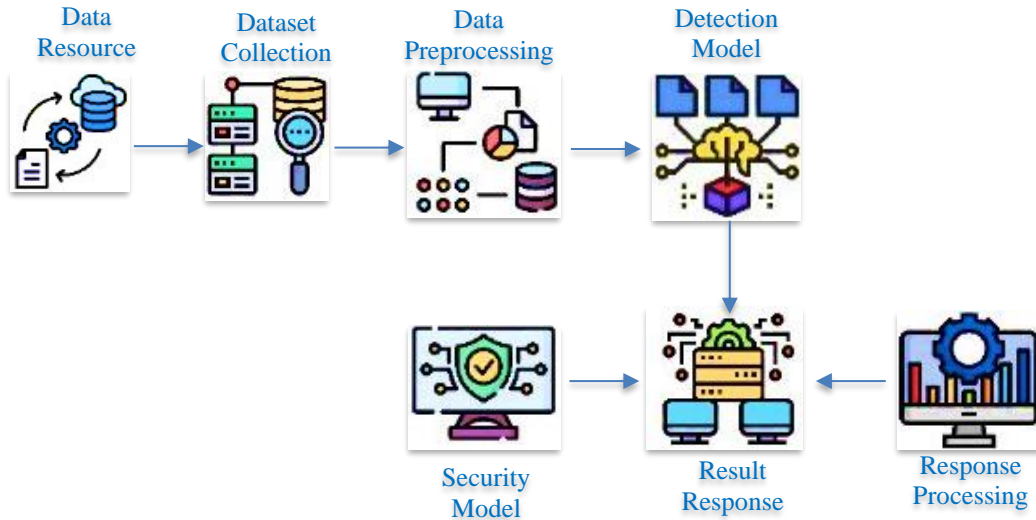 Data
Resource
Dataset
Collection
Data
Preprocessing
Detection
Model
Security
Model
Result
Response
Response
Processing